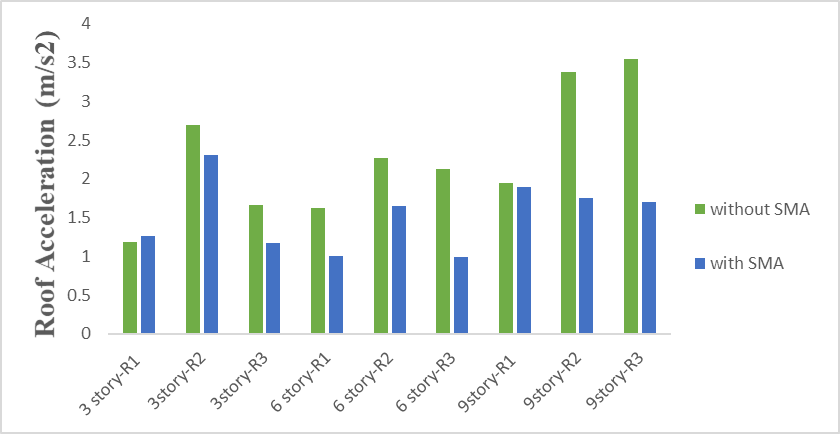 Roof Acceleration (m/s2)
4
3.5
3
2.5
2
1.5
1
0.5
0
3 story-R1
3story-R2
3story-R3
6 story-R1
6 story-R2
6 story-R3
9story-R1
9story-R2
9story-R3
without SMA
with SMA